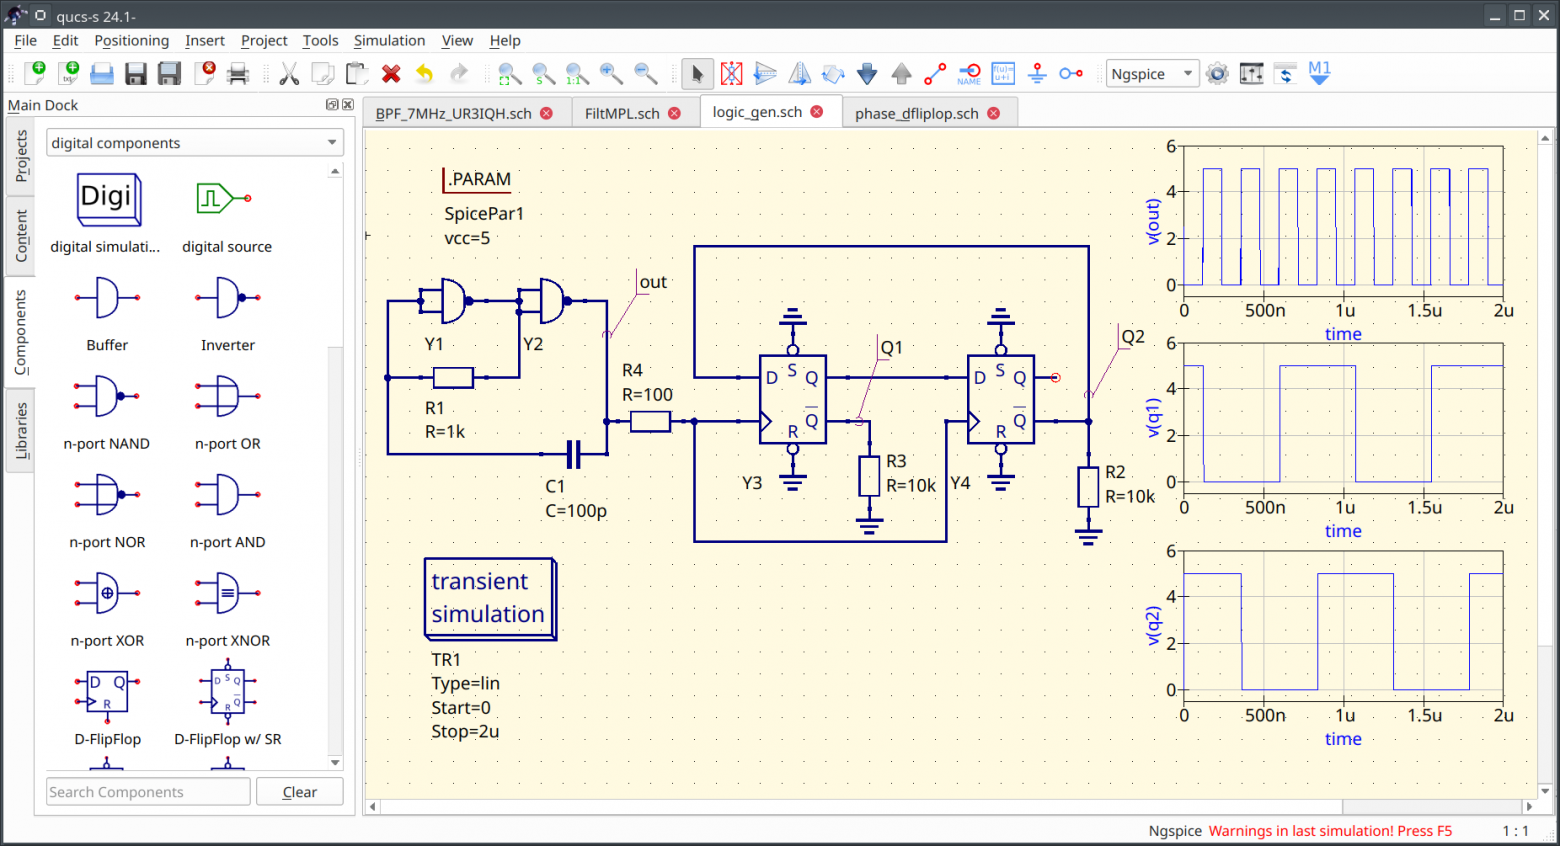 qucs-s 24.1-
File Edit Positioning Insert Project Tools Simulation View Help
txt
S
1:1
NAME
f(u)=
u+i
Ngspice
M1
Main Dock
BPF_7MHz_UR3IQH.sch
FiltMPL.sch
logic_gen.sch
phase_dfliplop.sch
Projects
Content
Components
Libraries
digital components
Digi
digital simulati...
digital source
Buffer
Inverter
n-port NAND
n-port OR
n-port NOR
n-port AND
n-port XOR
n-port XNOR
D Q
R
D-FlipFlop
D S Q
R Q
D-FlipFlop w/ SR
Search Components
Clear
.PARAM
SpicePar1
vcc=5
out
Y1
Y2
R1
R=1k
C1
C=100p
R4
R=100
D S Q
Q
R
Y3
Q1
R3
R=10k
D S Q
Q
R
Y4
Q2
R2
R=10k
transient
simulation
TR1
Type=lin
Start=0
Stop=2u
6
4
2
0
v(out)
0 500n 1u 1.5u 2u
time
6
4
2
0
v(q1)
0 500n 1u 1.5u 2u
time
6
4
2
0
v(q2)
0 500n 1u 1.5u 2u
time
Ngspice Warnings in last simulation! Press F5 1 : 1